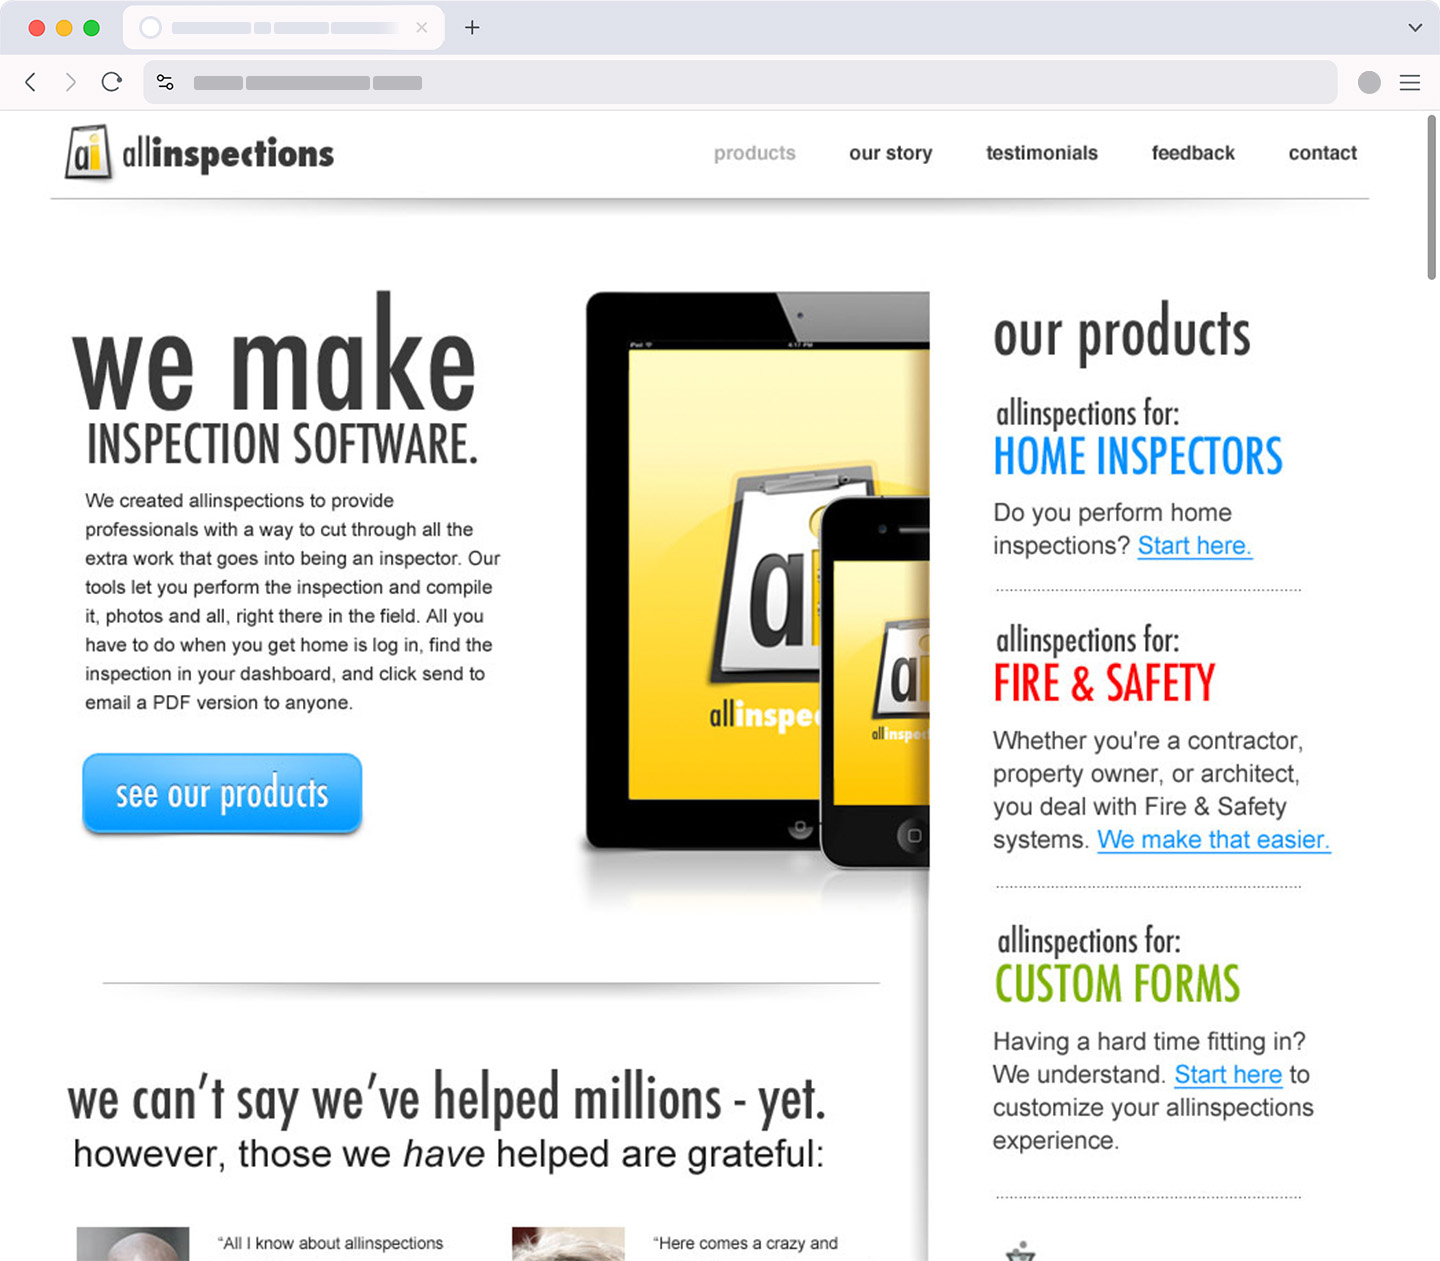 allinspections
products our story testimonials feedback contact
we make
INSPECTION SOFTWARE.
We created allinspections to provide
professionals with a way to cut through all the
extra work that goes into being an inspector. Our
tools let you perform the inspection and compile
it, photos and all, right there in the field. All you
have to do when you get home is log in, find the
inspection in your dashboard, and click send to
email a PDF version to anyone.
see our products
iPad 4:17 PM
ai
allinspec
ai
allinspec
our products
allinspections for:
HOME INSPECTORS
Do you perform home
inspections? Start here.
allinspections for:
FIRE & SAFETY
Whether you're a contractor,
property owner, or architect,
you deal with Fire & Safety
systems. We make that easier.
allinspections for:
CUSTOM FORMS
Having a hard time fitting in?
We understand. Start here to
customize your allinspections
experience.
we can’t say we’ve helped millions - yet.
however, those we have helped are grateful:
“All I know about allinspections
“Here comes a crazy and